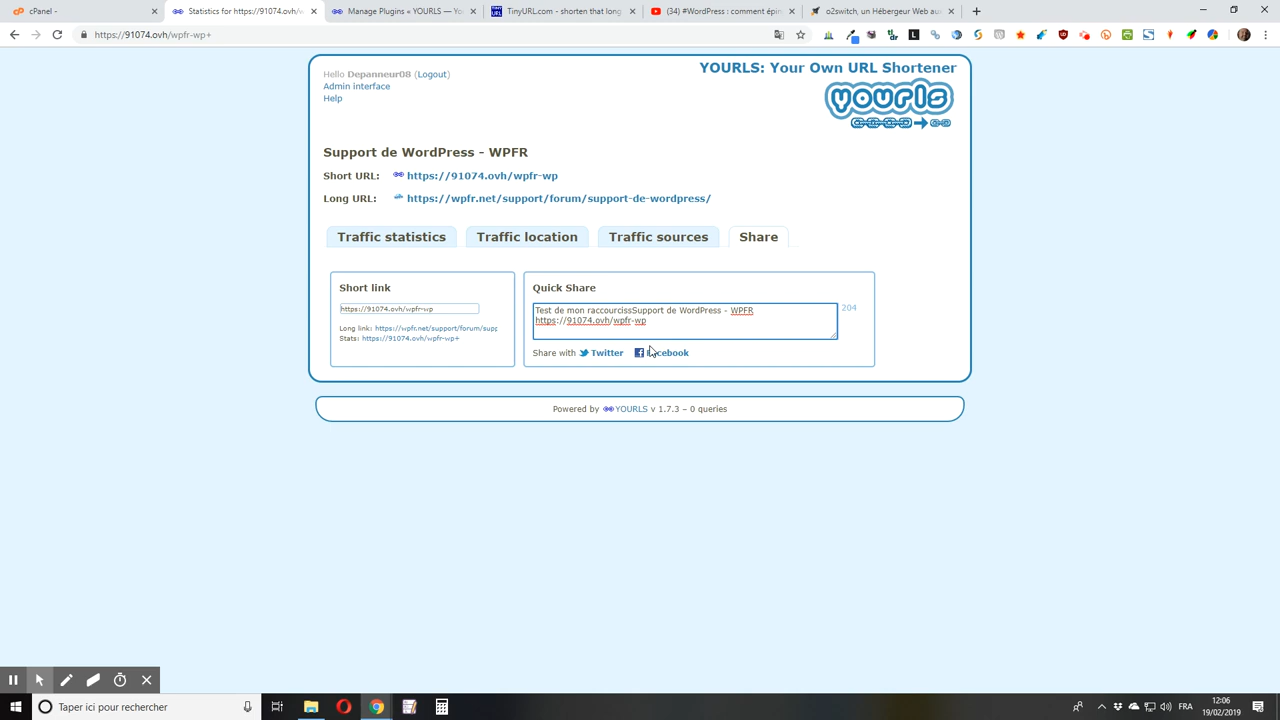 cPanel -
Statistics for https://91074.ovh/w
Manage Plugins « YOURLS — Yo
TinyURL.com - shorten that long
(34) #WordPress : comment épin
o2switch, un Hébergeur Web au
https://91074.ovh/wpfr-wp+
Hello Depanneur08 (Logout)
Admin interface
Help
YOURLS: Your Own URL Shortener
YOURLS
Support de WordPress - WPFR
Short URL: https://91074.ovh/wpfr-wp
Long URL: https://wpfr.net/support/forum/support-de-wordpress/
Traffic statistics
Traffic location
Traffic sources
Share
Short link
https://91074.ovh/wpfr-wp
Long link: https://wpfr.net/support/forum/supp
Stats: https://91074.ovh/wpfr-wp+
Quick Share
Test de mon raccourcissSupport de WordPress - WPFR
https://91074.ovh/wpfr-wp
204
Share with Twitter
Powered by YOURLS v 1.7.3 – 0 queries
Taper ici pour rechercher
FRA
12:06
19/02/2019